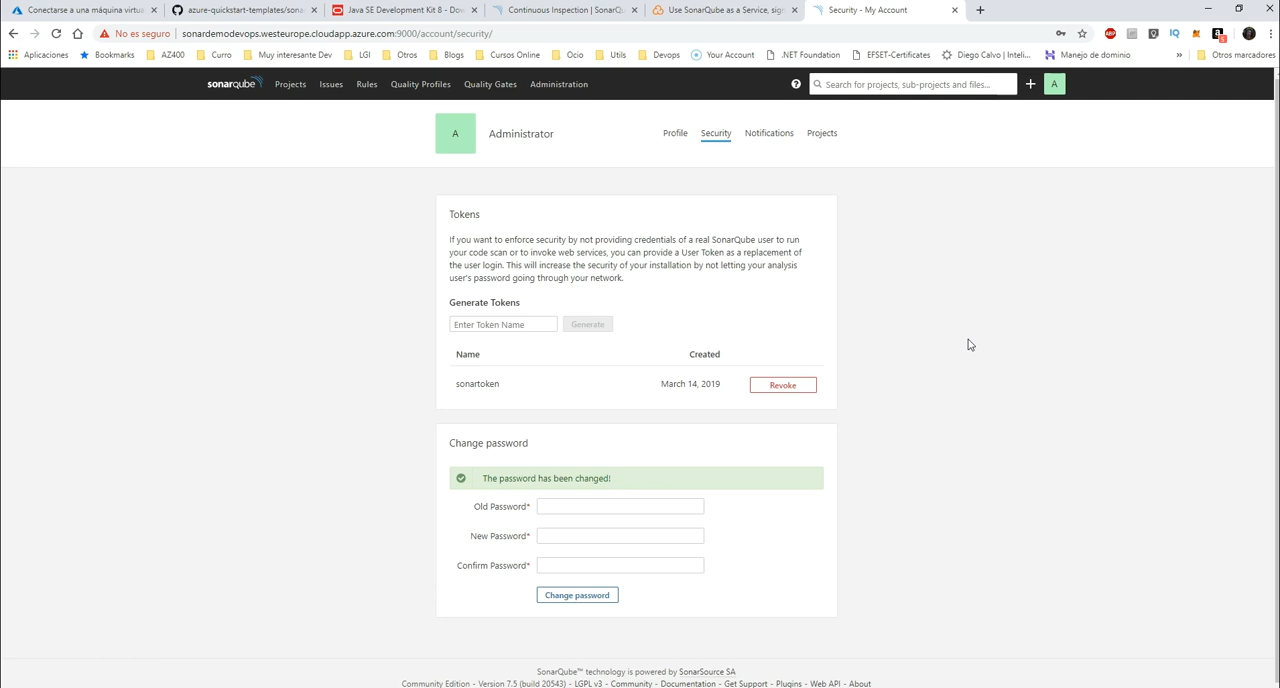 Conectarse a una máquina virtua
azure-quickstart-templates/sona
Java SE Development Kit 8 - Dow
Continuous Inspection | SonarQu
Use SonarQube as a Service, sign
Security - My Account
No es seguro | sonardemodevops.westeurope.cloudapp.azure.com:9000/account/security/
Aplicaciones Bookmarks AZ400 Curro Muy interesante Dev LGI Otros Blogs Cursos Online Ocio Utils Devops Your Account .NET Foundation EFSET-Certificates Diego Calvo | Inteli... Manejo de dominio » Otros marcadores
sonarqube Projects Issues Rules Quality Profiles Quality Gates Administration Search for projects, sub-projects and files... A
A Administrator Profile Security Notifications Projects
Tokens
If you want to enforce security by not providing credentials of a real SonarQube user to run
your code scan or to invoke web services, you can provide a User Token as a replacement of
the user login. This will increase the security of your installation by not letting your analysis
user's password going through your network.
Generate Tokens
Enter Token Name Generate
Name Created
sonartoken March 14, 2019 Revoke
Change password
The password has been changed!
Old Password*
New Password*
Confirm Password*
Change password
SonarQube™ technology is powered by SonarSource SA
Community Edition - Version 7.5 (build 20543) - LGPL v3 - Community - Documentation - Get Support - Plugins - Web API - About